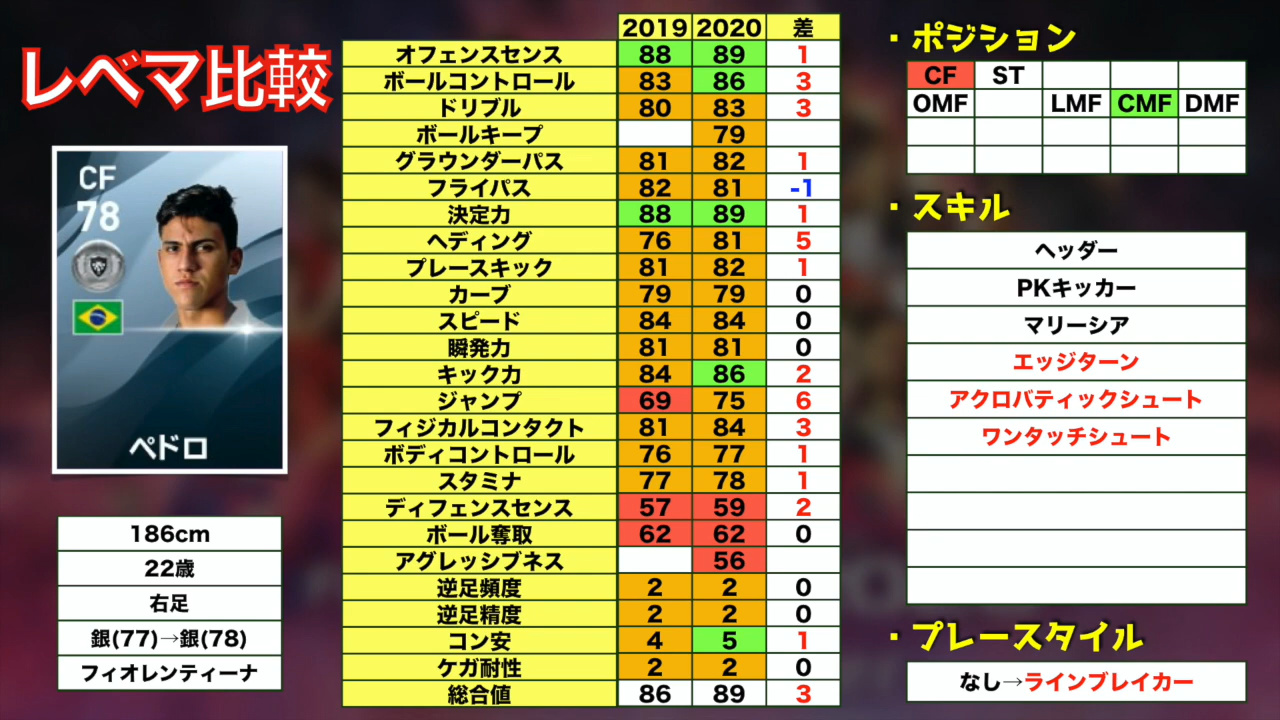 レベマ比較
CF
78
ペドロ
186cm
22歳
右足
銀(77)→銀(78)
フィオレンティーナ
2019 2020 差
オフェンスセンス 88 89 1
ボールコントロール 83 86 3
ドリブル 80 83 3
ボールキープ 79
グラウンダーパス 81 82 1
フライパス 82 81 -1
決定力 88 89 1
ヘディング 76 81 5
プレースキック 81 82 1
カーブ 79 79 0
スピード 84 84 0
瞬発力 81 81 0
キック力 84 86 2
ジャンプ 69 75 6
フィジカルコンタクト 81 84 3
ボディコントロール 76 77 1
スタミナ 77 78 1
ディフェンスセンス 57 59 2
ボール奪取 62 62 0
アグレッシブネス 56
逆足頻度 2 2 0
逆足精度 2 2 0
コン安 4 5 1
ケガ耐性 2 2 0
総合値 86 89 3
・ポジション
CF ST
OMF LMF CMF DMF
・スキル
ヘッダー
PKキッカー
マリーシア
エッジターン
アクロバティックシュート
ワンタッチシュート
・プレースタイル
なし→ラインブレイカー